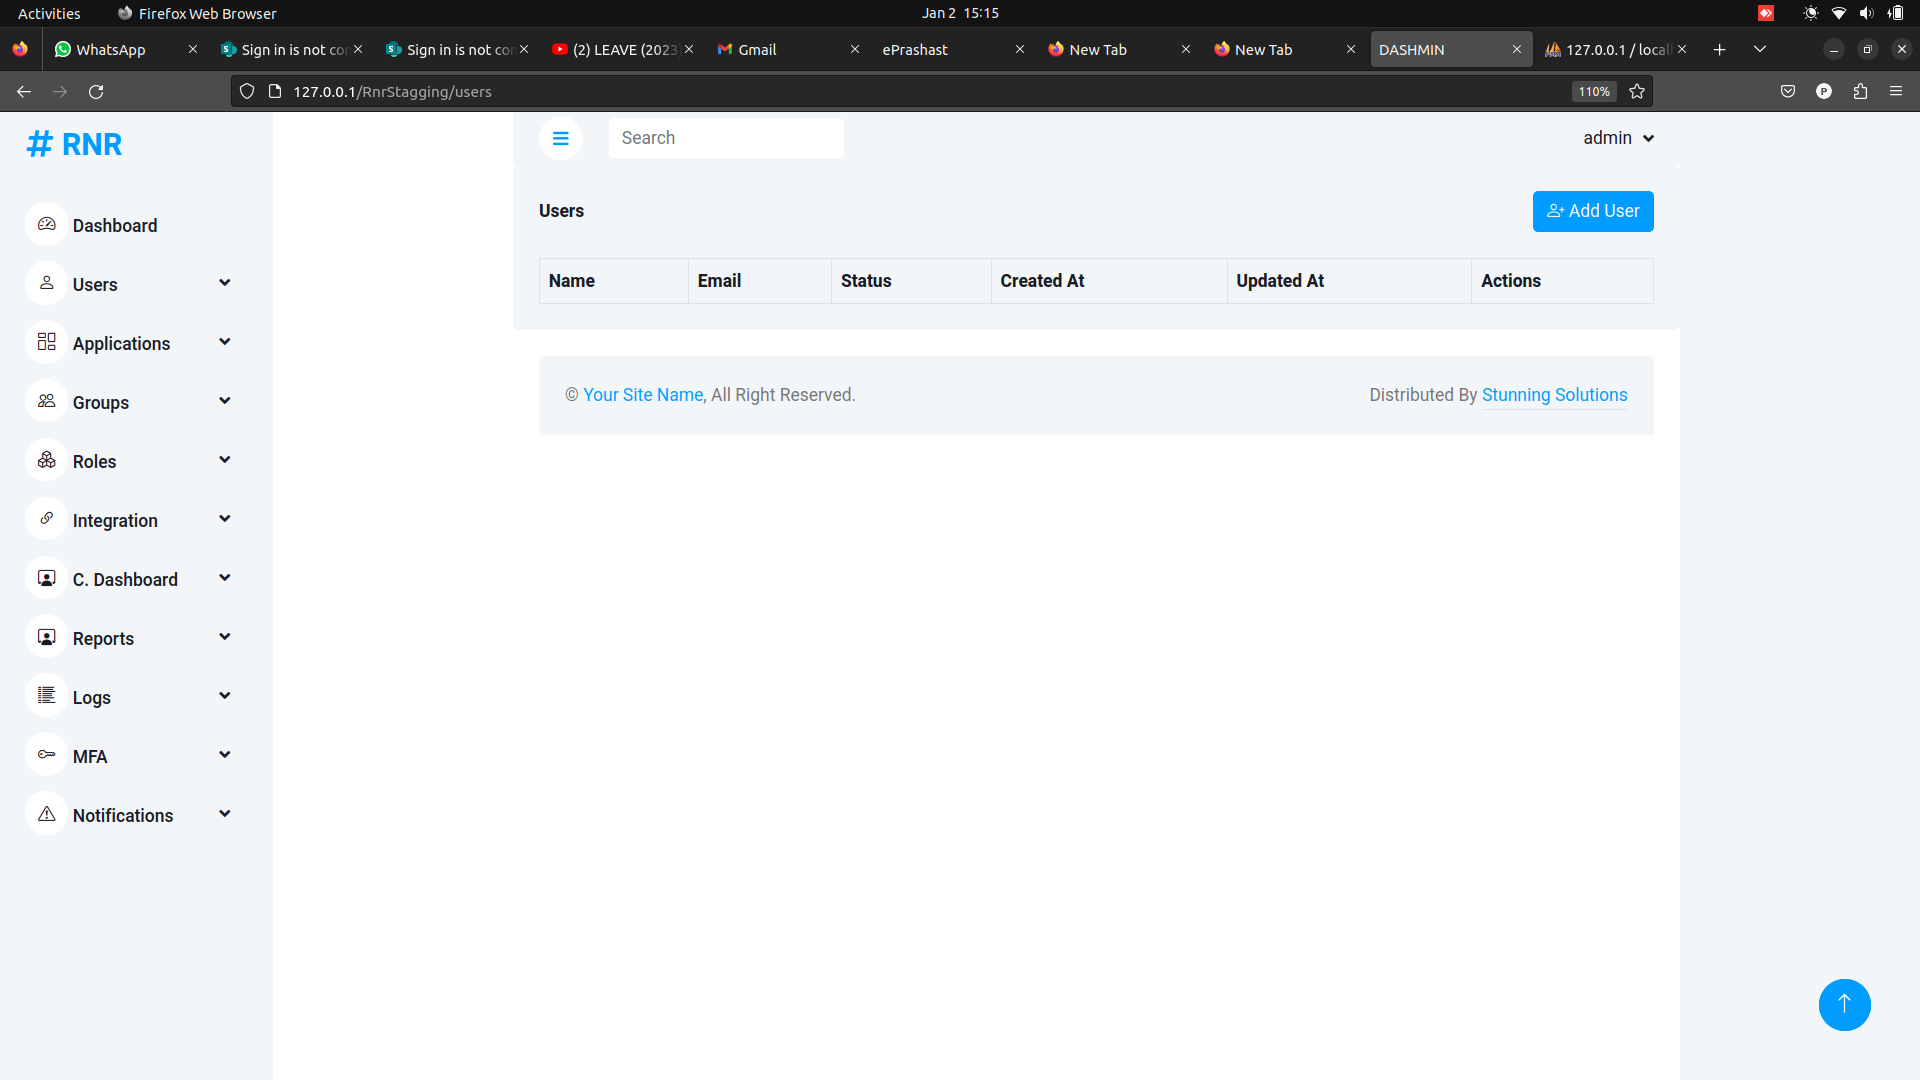 Activities Firefox Web Browser Jan 2 15:15
WhatsApp Sign in is not con Sign in is not con (2) LEAVE (2023) Gmail ePrashast New Tab New Tab DASHMIN 127.0.0.1 / locall
127.0.0.1/RnrStagging/users 110%
# RNR
Search
admin
Dashboard
Users
Applications
Groups
Roles
Integration
C. Dashboard
Reports
Logs
MFA
Notifications
Users
Add User
Name Email Status Created At Updated At Actions
© Your Site Name, All Right Reserved. Distributed By Stunning Solutions